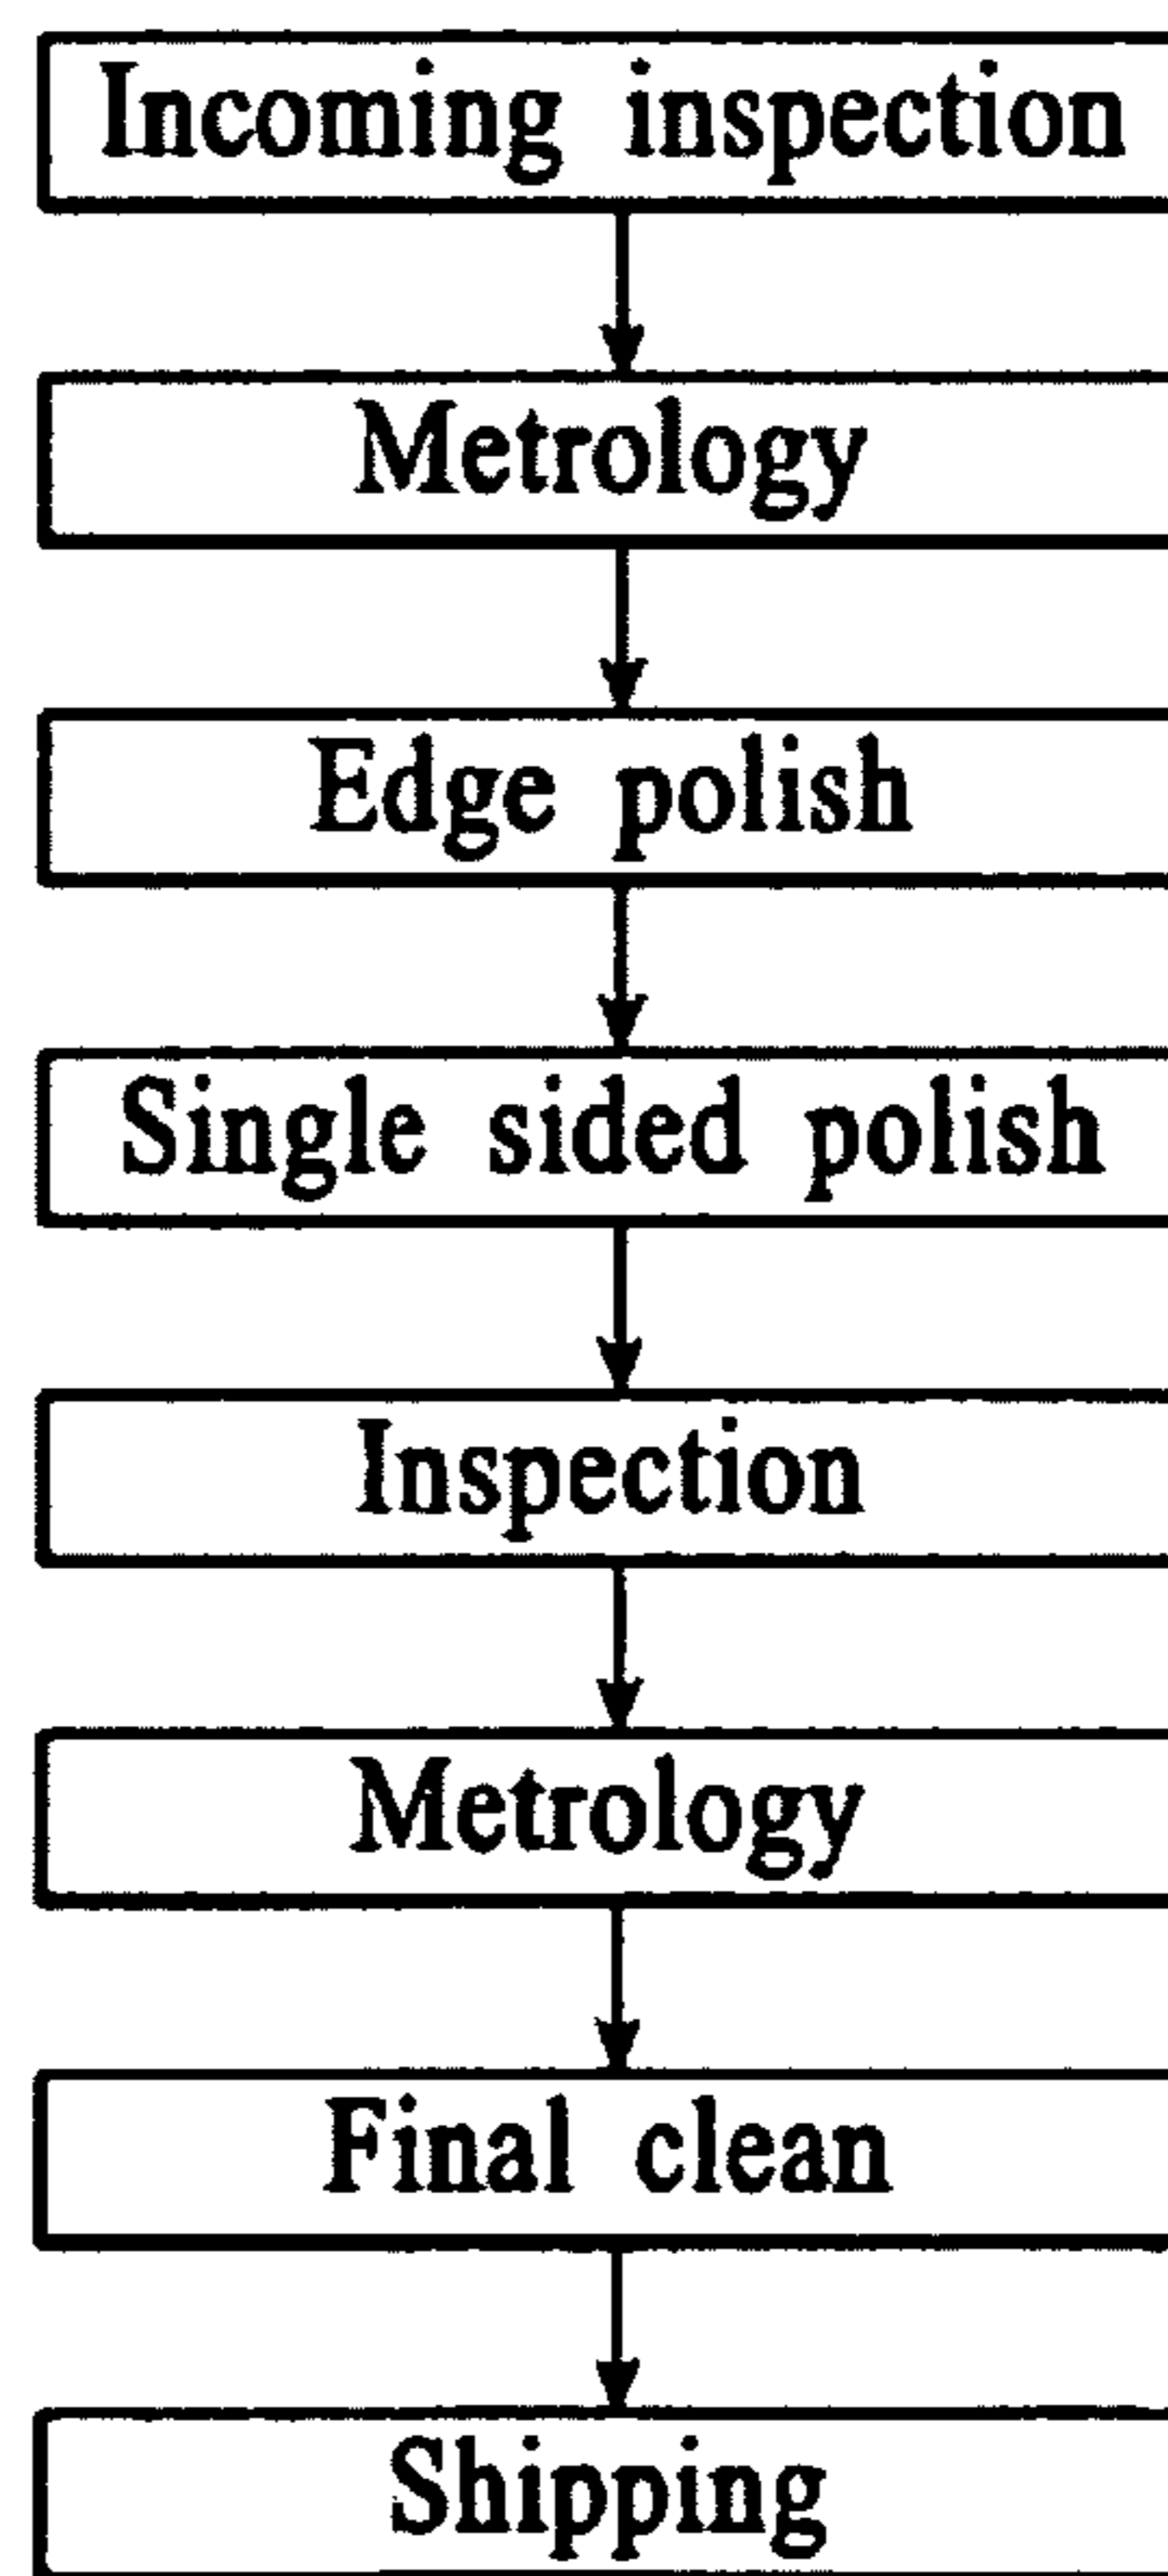 Incoming inspection
Metrology
Edge polish
Single sided polish
Inspection
Metrology
Final clean
Shipping